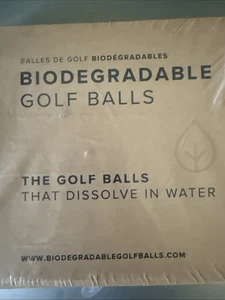 BALLES DE GOLF BIODÉGRADABLES
BIODEGRADABLE
GOLF BALLS
THE GOLF BALLS
THAT DISSOLVE IN WATER
WWW.BIODEGRADABLEGOLFBALLS.COM